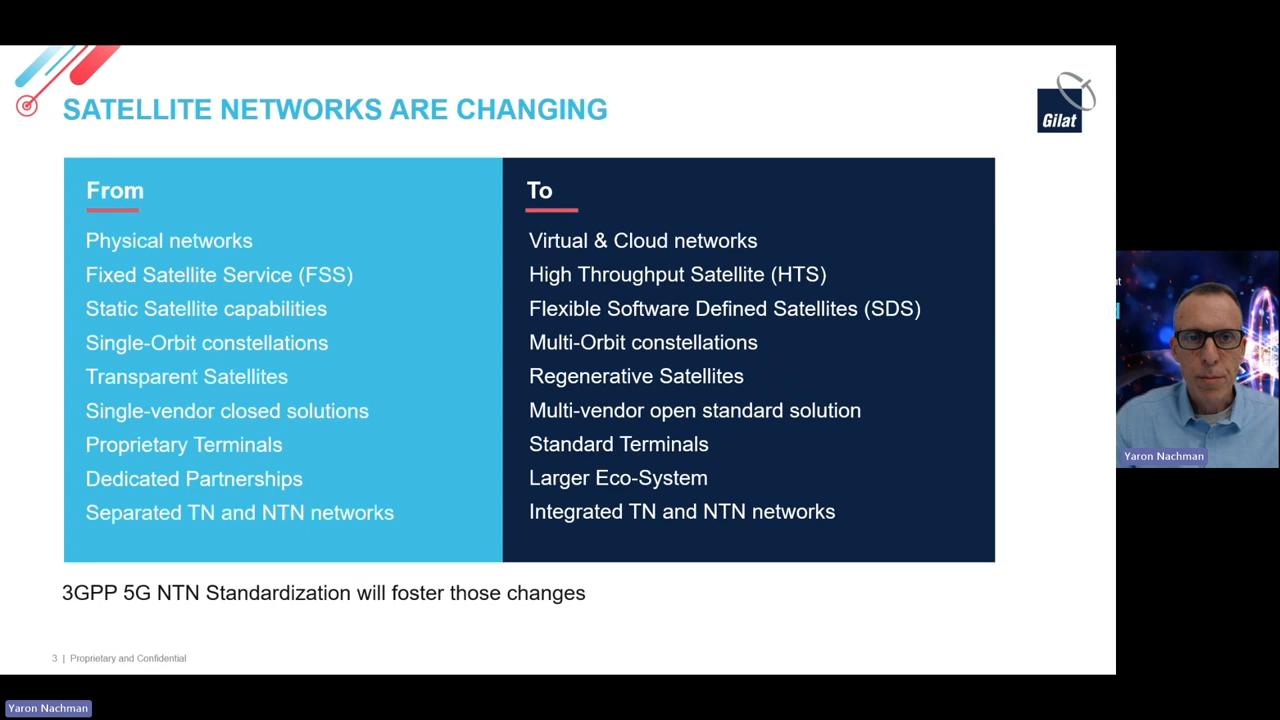 SATELLITE NETWORKS ARE CHANGING
Gilat
From
Physical networks
Fixed Satellite Service (FSS)
Static Satellite capabilities
Single-Orbit constellations
Transparent Satellites
Single-vendor closed solutions
Proprietary Terminals
Dedicated Partnerships
Separated TN and NTN networks
To
Virtual & Cloud networks
High Throughput Satellite (HTS)
Flexible Software Defined Satellites (SDS)
Multi-Orbit constellations
Regenerative Satellites
Multi-vendor open standard solution
Standard Terminals
Larger Eco-System
Integrated TN and NTN networks
3GPP 5G NTN Standardization will foster those changes
3 | Proprietary and Confidential
Yaron Nachman
Yaron Nachman